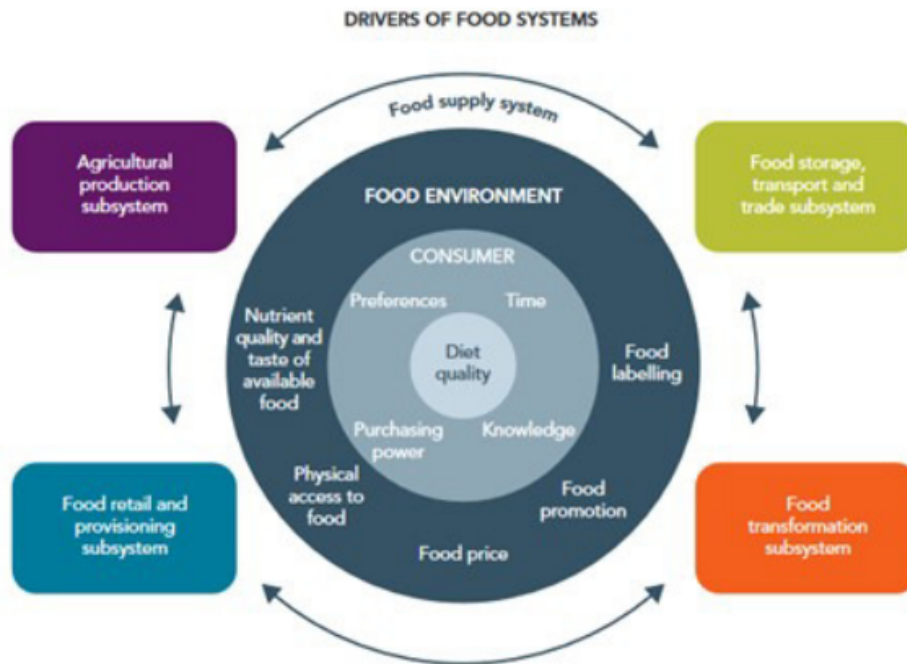 DRIVERS OF FOOD SYSTEMS
Food supply system
Agricultural
production
subsystem
Food storage,
transport and
trade subsystem
FOOD ENVIRONMENT
CONSUMER
Preferences
Time
Nutrient
quality and
taste of
available
food
Diet
quality
Food
labelling
Purchasing
power
Knowledge
Physical
access to
food
Food
promotion
Food price
Food retail and
provisioning
subsystem
Food
transformation
subsystem